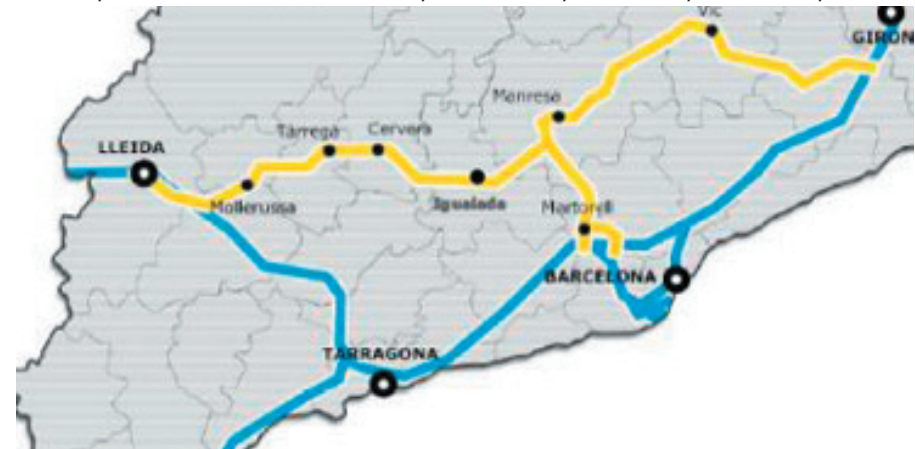 Vic
GIRON
Manresa
Tàrrega
Cervera
LLEIDA
Mollerussa
Igualada
Martorell
BARCELONA
TARRAGONA